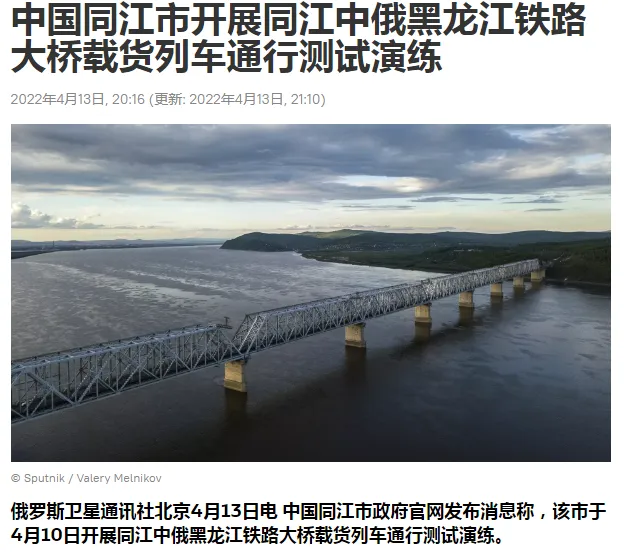 中国同江市开展同江中俄黑龙江铁路
大桥载货列车通行测试演练
2022年4月13日, 20:16 (更新: 2022年4月13日, 21:10)
© Sputnik / Valery Melnikov
俄罗斯卫星通讯社北京4月13日电 中国同江市政府官网发布消息称，该市于
4月10日开展同江中俄黑龙江铁路大桥载货列车通行测试演练。